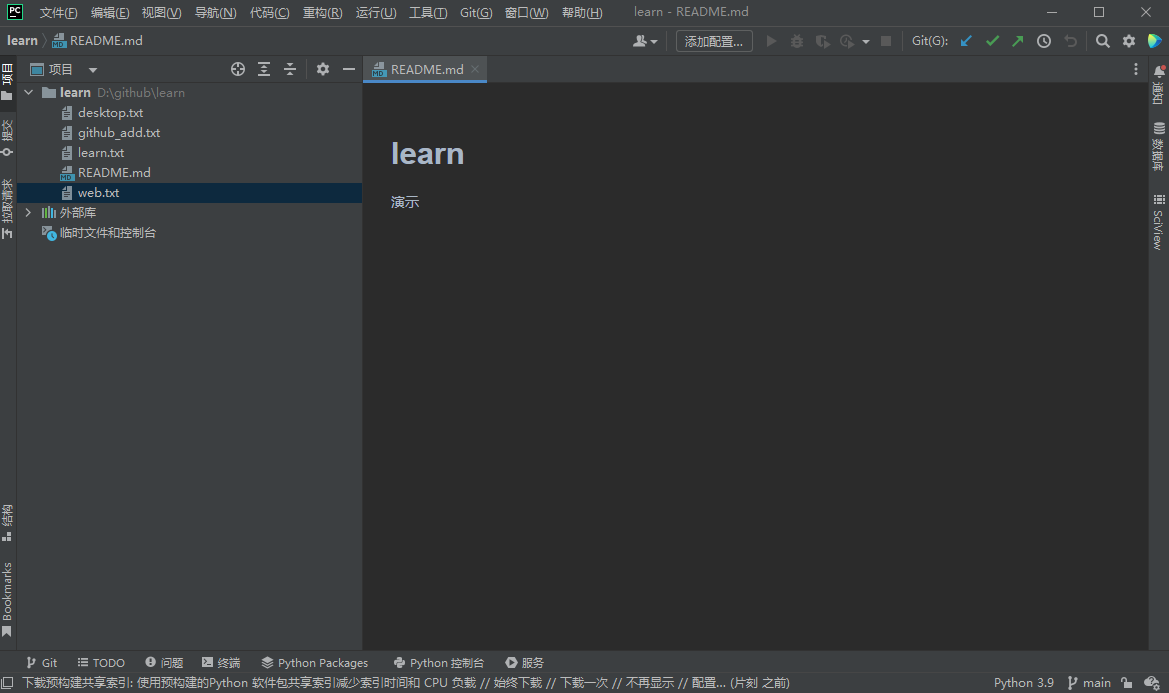 PC 文件(F) 编辑(E) 视图(V) 导航(N) 代码(C) 重构(R) 运行(U) 工具(T) Git(G) 窗口(W) 帮助(H) learn - README.md
learn README.md 添加配置... Git(G):
项目
提交
拉取请求
结构
Bookmarks
项目
learn D:\github\learn
desktop.txt
github_add.txt
learn.txt
README.md
web.txt
外部库
临时文件和控制台
README.md
learn
演示
通知
数据库
SciView
Git TODO 问题 终端 Python Packages Python 控制台 服务
下载预构建共享索引: 使用预构建的Python 软件包共享索引减少索引时间和 CPU 负载 // 始终下载 // 下载一次 // 不再显示 // 配置... (片刻 之前) Python 3.9 main